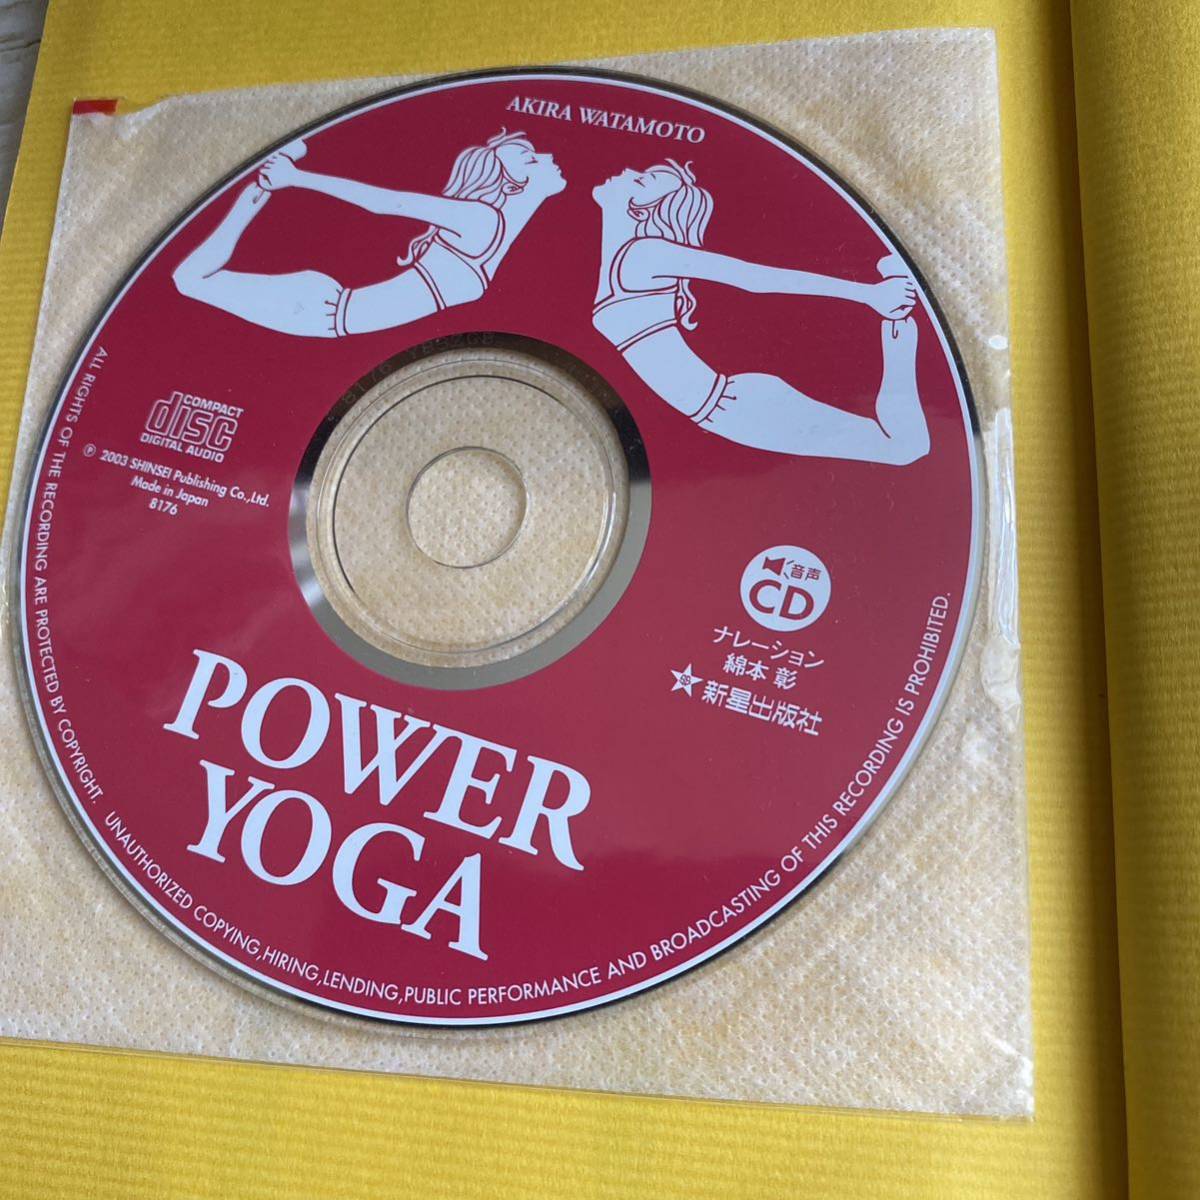 AKIRA WATAMOTO
COMPACT
disc
DIGITAL AUDIO
Ⓟ 2003 SHINSEI Publishing Co.,Ltd.
Made in Japan
8176
音声
CD
ナレーション
綿本 彰
新星出版社
POWER
YOGA
ALL RIGHTS OF THE RECORDING ARE PROTECTED BY COPYRIGHT. UNAUTHORIZED COPYING,HIRING,LENDING,PUBLIC PERFORMANCE AND BROADCASTING OF THIS RECORDING IS PROHIBITED.